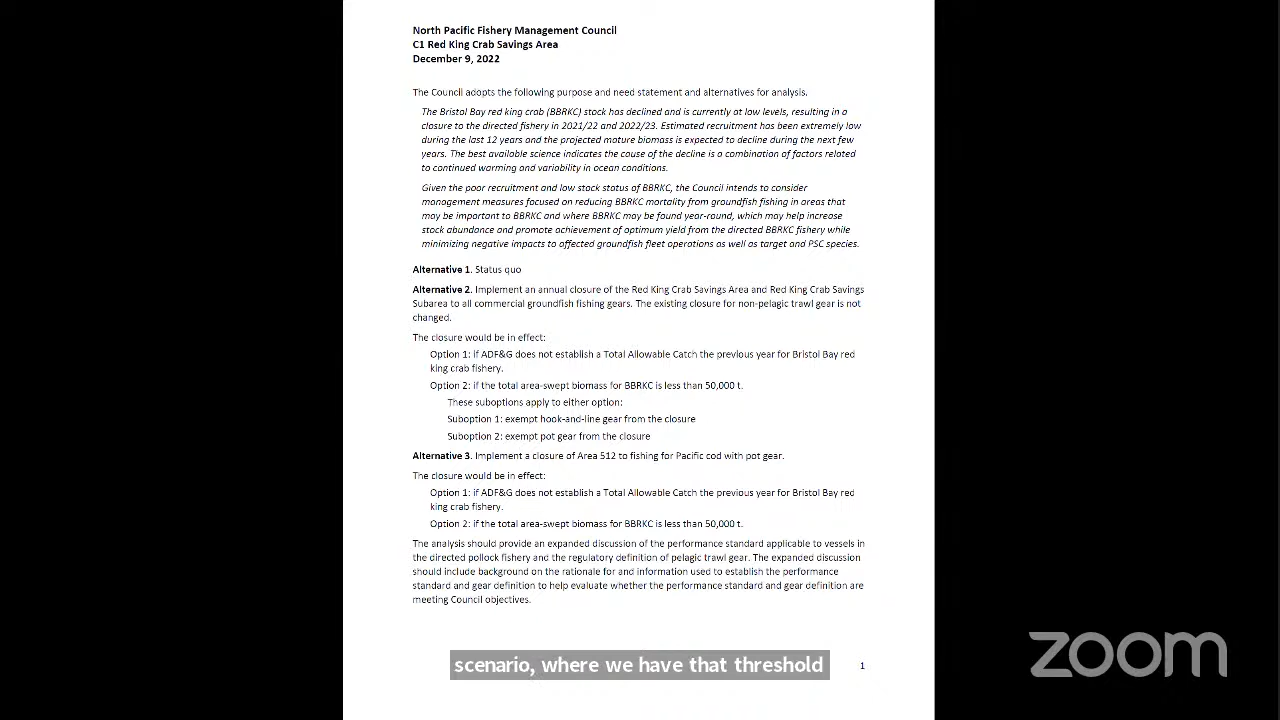 North Pacific Fishery Management Council
C1 Red King Crab Savings Area
December 9, 2022
The Council adopts the following purpose and need statement and alternatives for analysis.
The Bristol Bay red king crab (BBRKC) stock has declined and is currently at low levels, resulting in a
closure to the directed fishery in 2021/22 and 2022/23. Estimated recruitment has been extremely low
during the last 12 years and the projected mature biomass is expected to decline during the next few
years. The best available science indicates the cause of the decline is a combination of factors related
to continued warming and variability in ocean conditions.
Given the poor recruitment and low stock status of BBRKC, the Council intends to consider
management measures focused on reducing BBRKC mortality from groundfish fishing in areas that
may be important to BBRKC and where BBRKC may be found year-round, which may help increase
stock abundance and promote achievement of optimum yield from the directed BBRKC fishery while
minimizing negative impacts to affected groundfish fleet operations as well as target and PSC species.
Alternative 1. Status quo
Alternative 2. Implement an annual closure of the Red King Crab Savings Area and Red King Crab Savings
Subarea to all commercial groundfish fishing gears. The existing closure for non-pelagic trawl gear is not
changed.
The closure would be in effect:
Option 1: if ADF&G does not establish a Total Allowable Catch the previous year for Bristol Bay red
king crab fishery.
Option 2: if the total area-swept biomass for BBRKC is less than 50,000 t.
These suboptions apply to either option:
Suboption 1: exempt hook-and-line gear from the closure
Suboption 2: exempt pot gear from the closure
Alternative 3. Implement a closure of Area 512 to fishing for Pacific cod with pot gear.
The closure would be in effect:
Option 1: if ADF&G does not establish a Total Allowable Catch the previous year for Bristol Bay red
king crab fishery.
Option 2: if the total area-swept biomass for BBRKC is less than 50,000 t.
The analysis should provide an expanded discussion of the performance standard applicable to vessels in
the directed pollock fishery and the regulatory definition of pelagic trawl gear. The expanded discussion
should include background on the rationale for and information used to establish the performance
standard and gear definition to help evaluate whether the performance standard and gear definition are
meeting Council objectives.
scenario, where we have that threshold
1
zoom